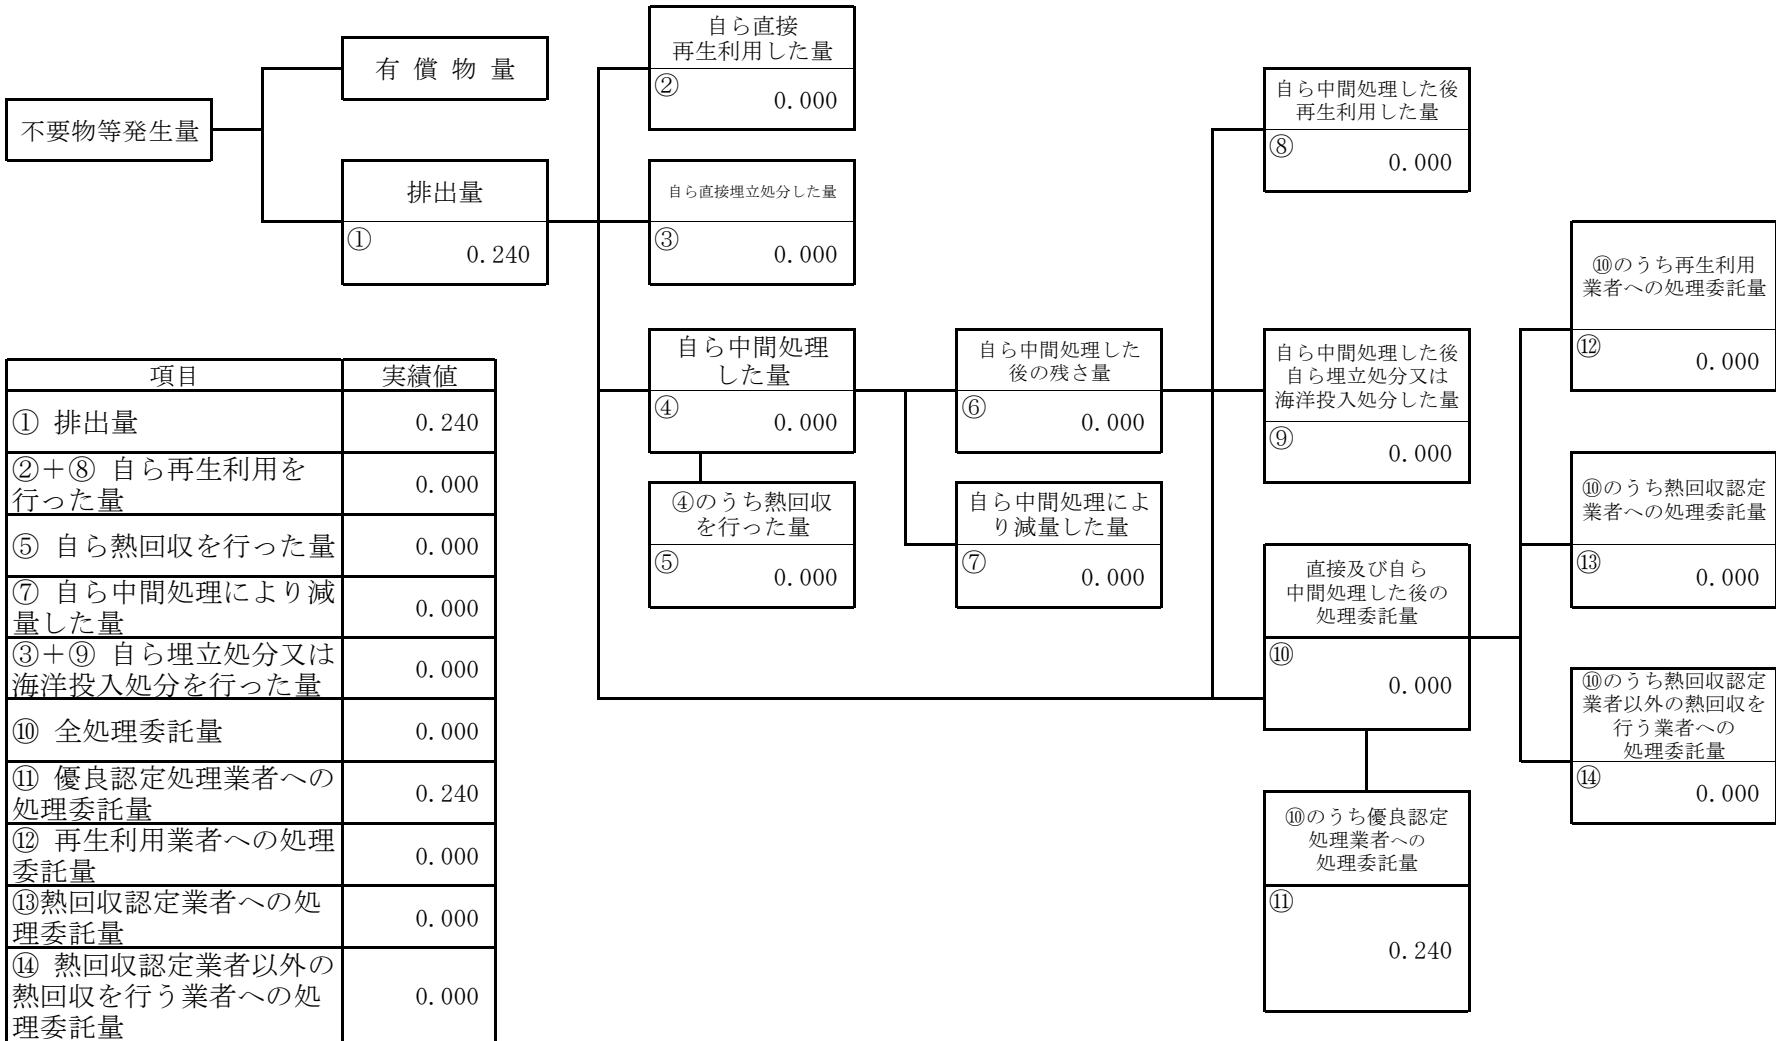 不要物等発生量
有 償 物 量
排出量
① 0.240
自ら直接
再生利用した量
② 0.000
自ら直接埋立処分した量
③ 0.000
自ら中間処理
した量
④ 0.000
④のうち熱回収
を行った量
⑤ 0.000
自ら中間処理した
後の残さ量
⑥ 0.000
自ら中間処理によ
り減量した量
⑦ 0.000
自ら中間処理した後
再生利用した量
⑧ 0.000
自ら中間処理した後
自ら埋立処分又は
海洋投入処分した量
⑨ 0.000
直接及び自ら
中間処理した後の
処理委託量
⑩ 0.000
⑩のうち優良認定
処理業者への
処理委託量
⑪ 0.240
⑩のうち再生利用
業者への処理委託量
⑫ 0.000
⑩のうち熱回収認定
業者への処理委託量
⑬ 0.000
⑩のうち熱回収認定
業者以外の熱回収を
行う業者への
処理委託量
⑭ 0.000
項目 実績値
① 排出量 0.240
②＋⑧ 自ら再生利用を
行った量 0.000
⑤ 自ら熱回収を行った量 0.000
⑦ 自ら中間処理により減
量した量 0.000
③＋⑨ 自ら埋立処分又は
海洋投入処分を行った量 0.000
⑩ 全処理委託量 0.000
⑪ 優良認定処理業者への
処理委託量 0.240
⑫ 再生利用業者への処理
委託量 0.000
⑬熱回収認定業者への処
理委託量 0.000
⑭ 熱回収認定業者以外の
熱回収を行う業者への処 0.000
理委託量